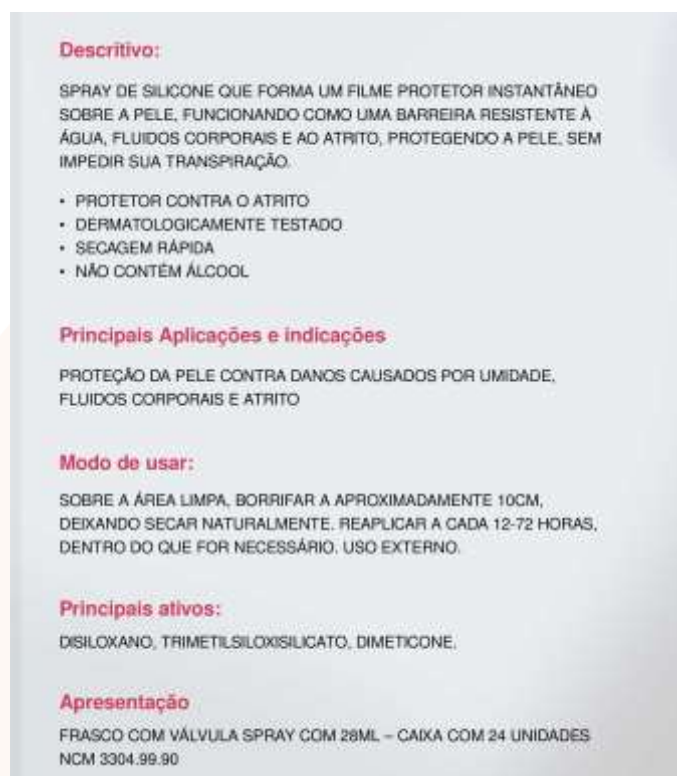 Descritivo:
SPRAY DE SILICONE QUE FORMA UM FILME PROTETOR INSTANTÂNEO
SOBRE A PELE, FUNCIONANDO COMO UMA BARREIRA RESISTENTE À
ÁGUA, FLUIDOS CORPORAIS E AO ATRITO, PROTEGENDO A PELE, SEM
IMPEDIR SUA TRANSPIRAÇÃO.
• PROTETOR CONTRA O ATRITO
• DERMATOLOGICAMENTE TESTADO
• SECAGEM RÁPIDA
• NÃO CONTÉM ÁLCOOL
Principais Aplicações e indicações
PROTEÇÃO DA PELE CONTRA DANOS CAUSADOS POR UMIDADE,
FLUIDOS CORPORAIS E ATRITO
Modo de usar:
SOBRE A ÁREA LIMPA, BORRIFAR A APROXIMADAMENTE 10CM,
DEIXANDO SECAR NATURALMENTE. REAPLICAR A CADA 12-72 HORAS,
DENTRO DO QUE FOR NECESSÁRIO. USO EXTERNO.
Principais ativos:
DISILOXANO, TRIMETILSILOXISILICATO, DIMETICONE.
Apresentação
FRASCO COM VÁLVULA SPRAY COM 28ML – CAIXA COM 24 UNIDADES
NCM 3304.99.90